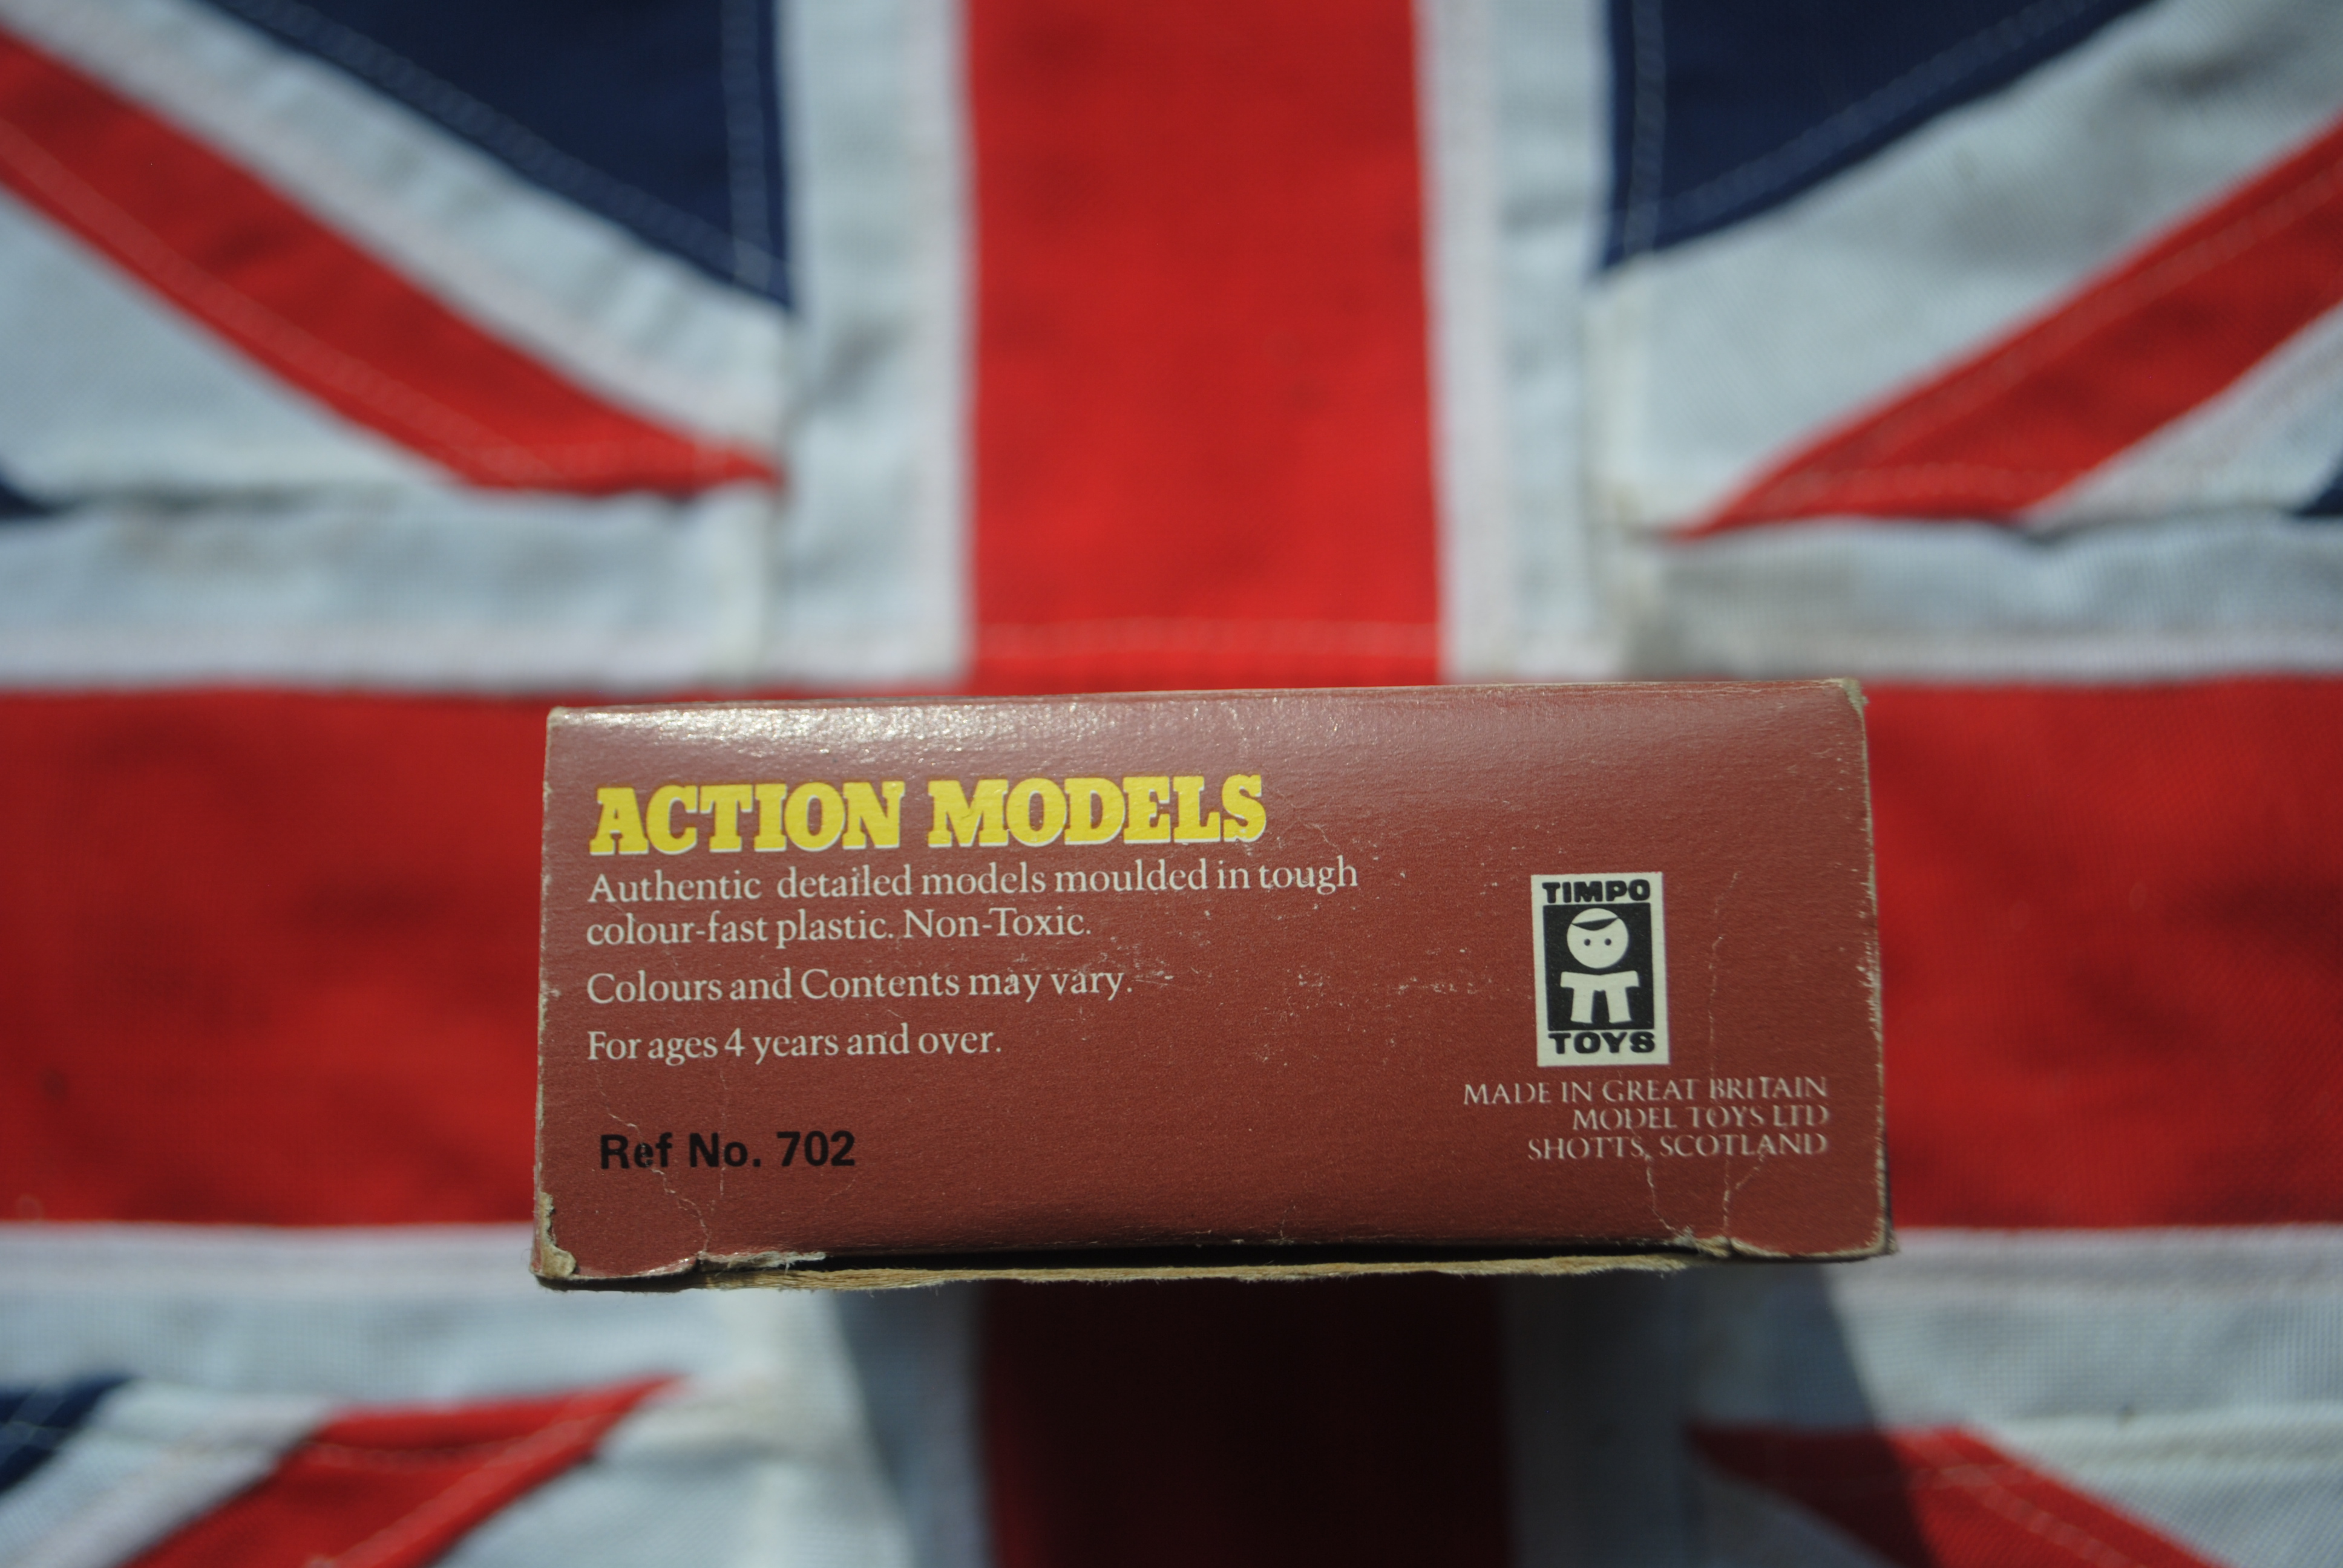 ACTION MODELS
Authentic detailed models moulded in tough
colour-fast plastic. Non-Toxic.
Colours and Contents may vary.
For ages 4 years and over.
Ref No. 702
TIMPO
TOYS
MADE IN GREAT BRITAIN
MODEL TOYS LTD
SHOTTS, SCOTLAND